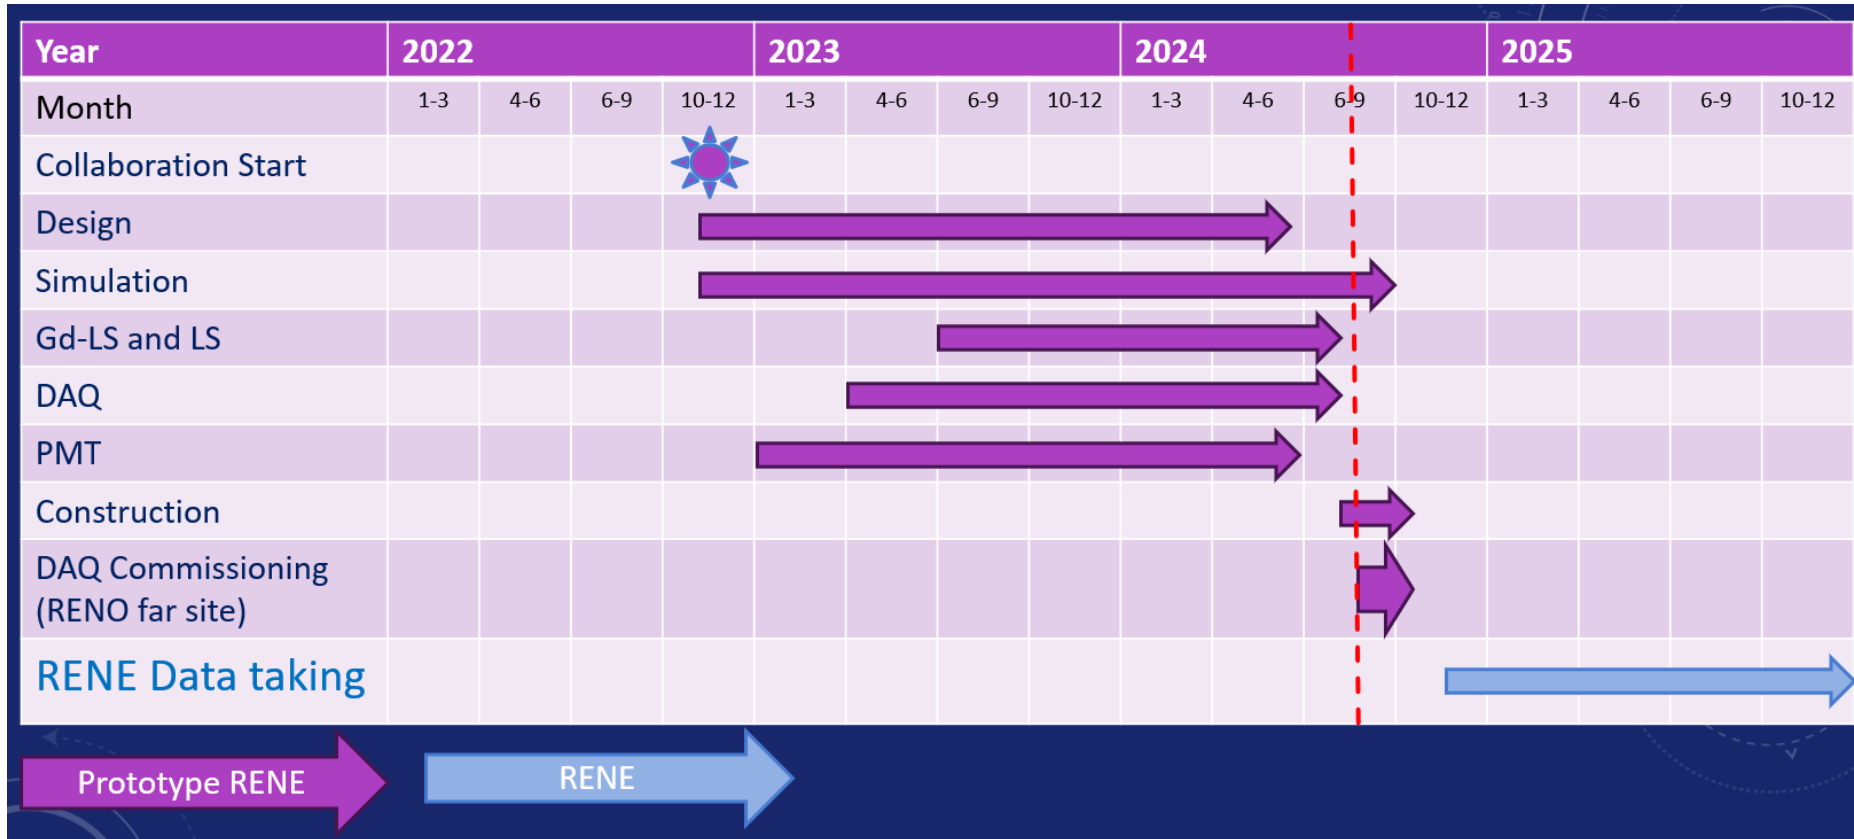 Year 2022 2023 2024 2025
Month 1-3 4-6 6-9 10-12 1-3 4-6 6-9 10-12 1-3 4-6 6-9 10-12 1-3 4-6 6-9 10-12
Collaboration Start
Design
Simulation
Gd-LS and LS
DAQ
PMT
Construction
DAQ Commissioning
(RENO far site)
RENE Data taking
Prototype RENE RENE